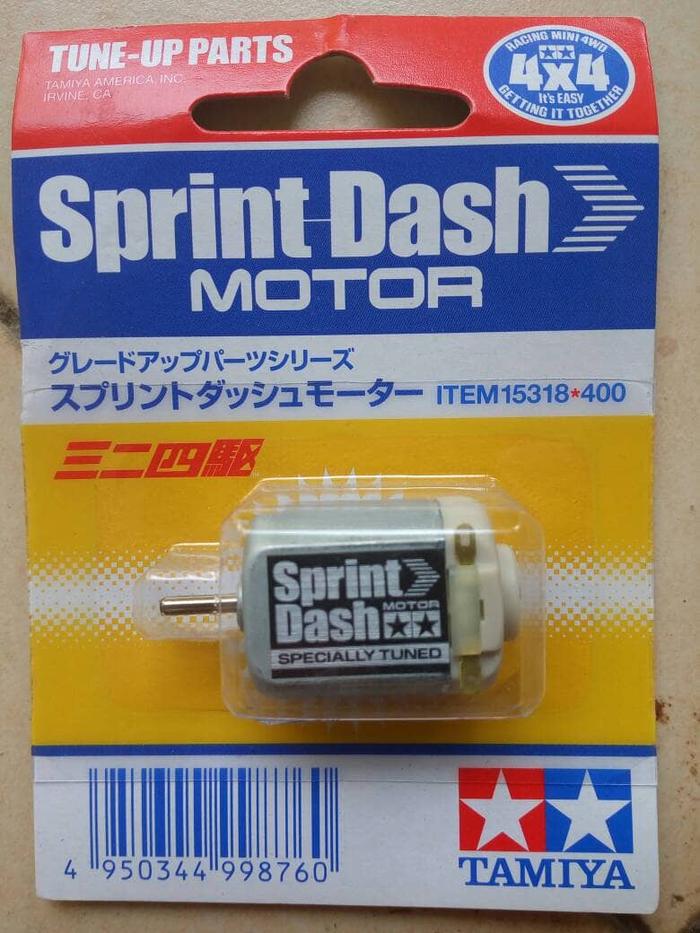 TUNE-UP PARTS
TAMIYA AMERICA, INC.
IRVINE, CA
RACING MINI 4WD
4x4
It's EASY
GETTING IT TOGETHER
Sprint Dash
MOTOR
グレードアップパーツシリーズ
スプリントダッシュモーター ITEM 15318*400
ミニ四駆
Sprint
Dash MOTOR
SPECIALLY TUNED
4 950344 998760
TAMIYA